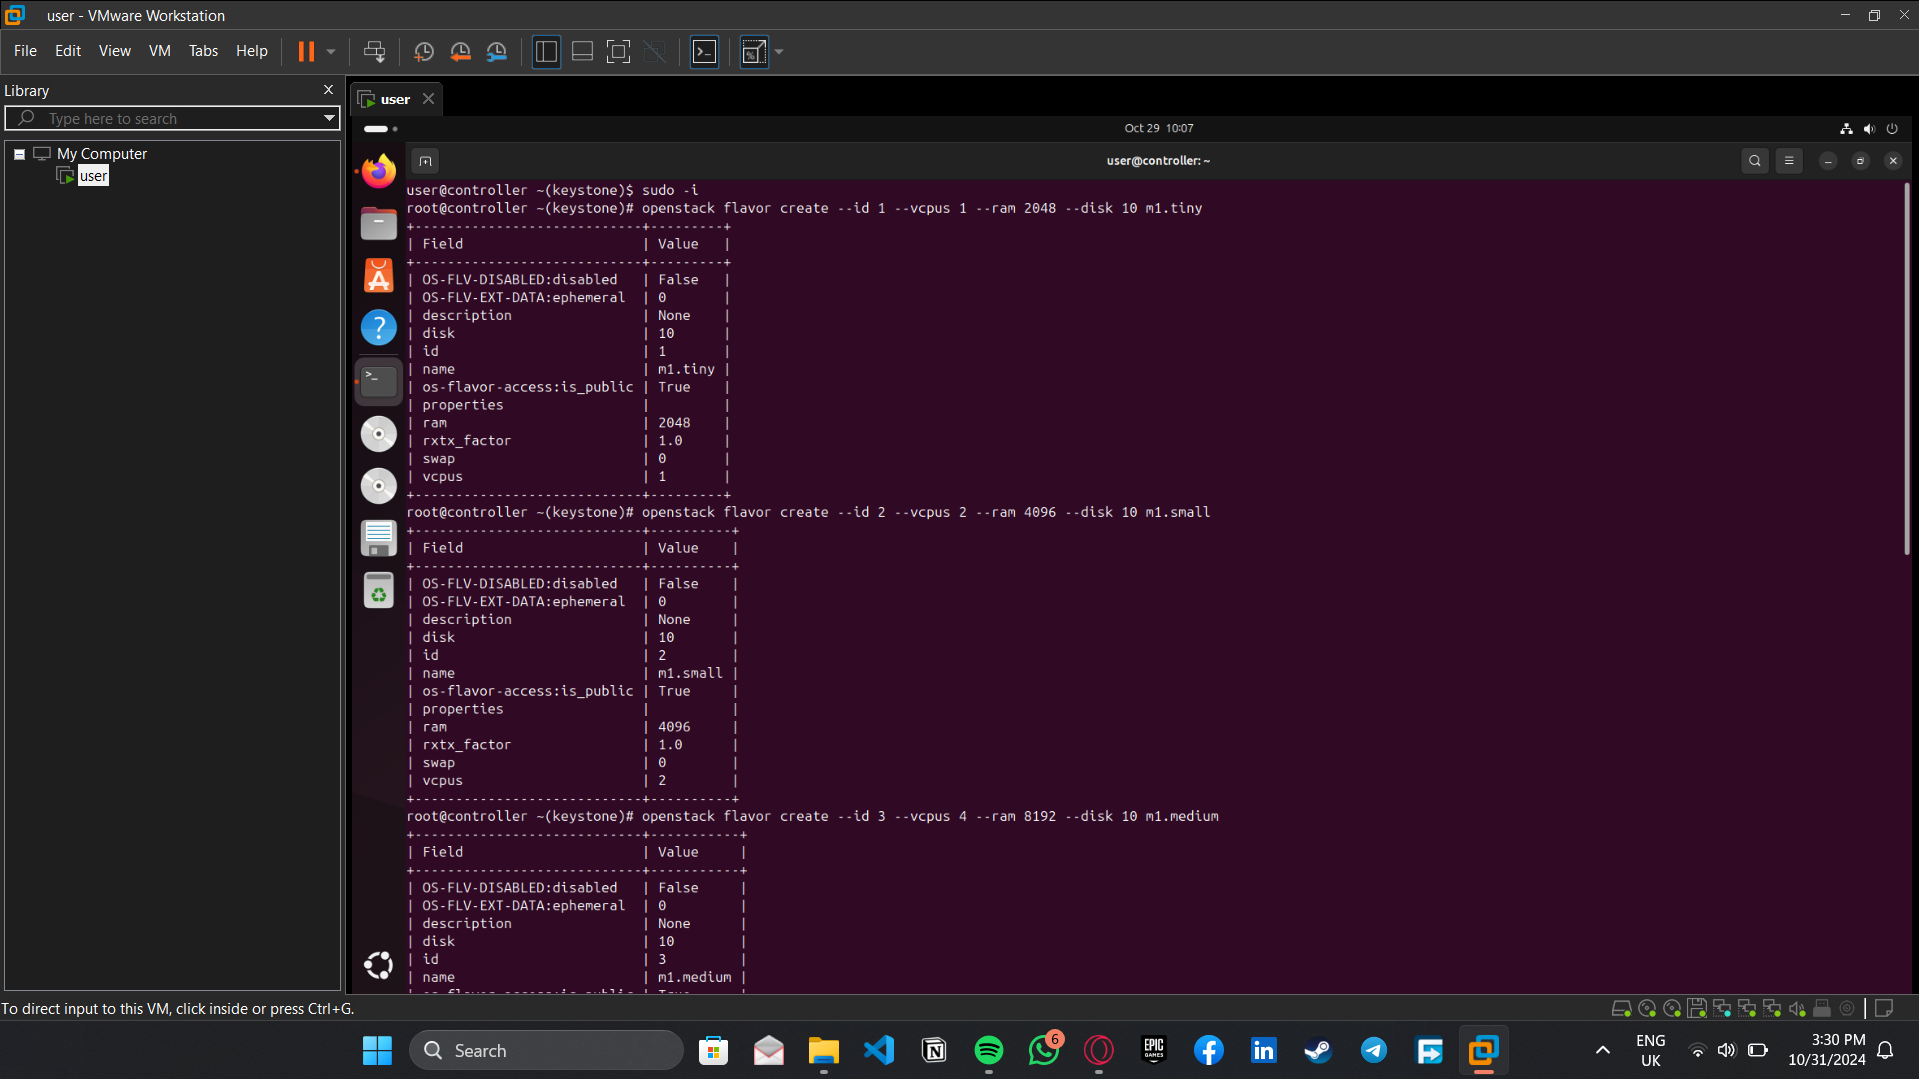 user - VMware Workstation
File Edit View VM Tabs Help
Library
Type here to search
My Computer
user
user
Oct 29 10:07
user@controller: ~
user@controller ~(keystone)$ sudo -i
root@controller ~(keystone)# openstack flavor create --id 1 --vcpus 1 --ram 2048 --disk 10 m1.tiny
+----------------------------+---------+
| Field                      | Value   |
+----------------------------+---------+
| OS-FLV-DISABLED:disabled   | False   |
| OS-FLV-EXT-DATA:ephemeral  | 0       |
| description                | None    |
| disk                       | 10      |
| id                         | 1       |
| name                       | m1.tiny |
| os-flavor-access:is_public | True    |
| properties                 |         |
| ram                        | 2048    |
| rxtx_factor                | 1.0     |
| swap                       | 0       |
| vcpus                      | 1       |
+----------------------------+---------+
root@controller ~(keystone)# openstack flavor create --id 2 --vcpus 2 --ram 4096 --disk 10 m1.small
+----------------------------+----------+
| Field                      | Value    |
+----------------------------+----------+
| OS-FLV-DISABLED:disabled   | False    |
| OS-FLV-EXT-DATA:ephemeral  | 0        |
| description                | None     |
| disk                       | 10       |
| id                         | 2        |
| name                       | m1.small |
| os-flavor-access:is_public | True     |
| properties                 |          |
| ram                        | 4096     |
| rxtx_factor                | 1.0      |
| swap                       | 0        |
| vcpus                      | 2        |
+----------------------------+----------+
root@controller ~(keystone)# openstack flavor create --id 3 --vcpus 4 --ram 8192 --disk 10 m1.medium
+----------------------------+-----------+
| Field                      | Value     |
+----------------------------+-----------+
| OS-FLV-DISABLED:disabled   | False     |
| OS-FLV-EXT-DATA:ephemeral  | 0         |
| description                | None      |
| disk                       | 10        |
| id                         | 3         |
| name                       | m1.medium |
To direct input to this VM, click inside or press Ctrl+G.
Search
6
EPIC
GAMES
ENG
UK
3:30 PM
10/31/2024